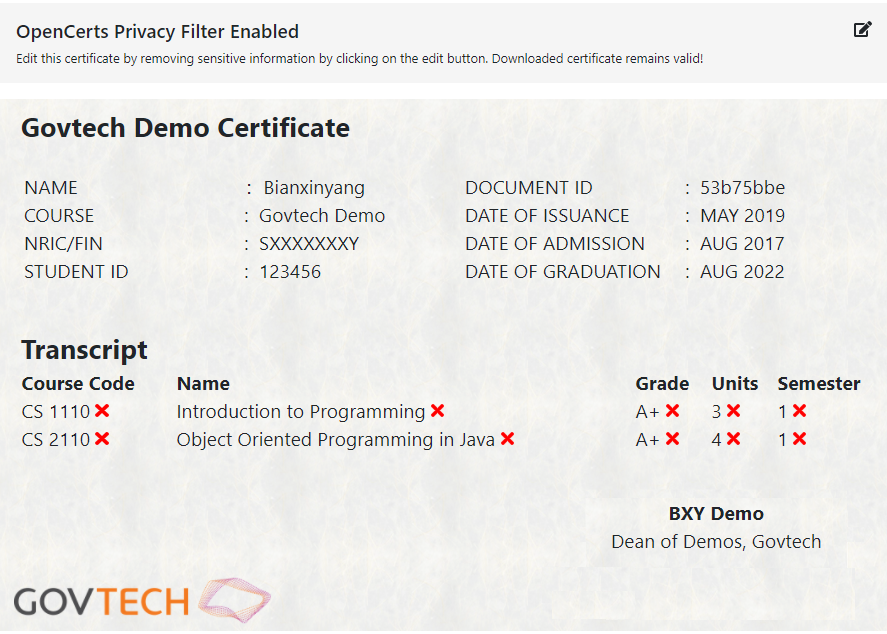 OpenCerts Privacy Filter Enabled
Edit this certificate by removing sensitive information by clicking on the edit button. Downloaded certificate remains valid!
Govtech Demo Certificate
NAME : Bianxinyang DOCUMENT ID : 53b75bbe
COURSE : Govtech Demo DATE OF ISSUANCE : MAY 2019
NRIC/FIN : SXXXXXXXY DATE OF ADMISSION : AUG 2017
STUDENT ID : 123456 DATE OF GRADUATION : AUG 2022
Transcript
Course Code Name Grade Units Semester
CS 1110 Introduction to Programming A+ 3 1
CS 2110 Object Oriented Programming in Java A+ 4 1
BXY Demo
Dean of Demos, Govtech
GOVTECH